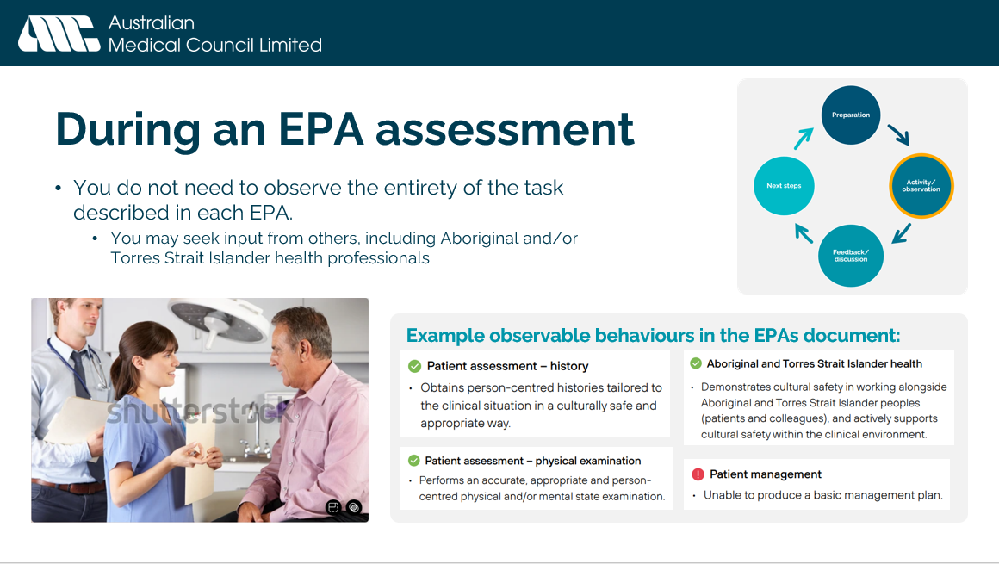 Australian
Medical Council Limited
During an EPA assessment
• You do not need to observe the entirety of the task
described in each EPA.
• You may seek input from others, including Aboriginal and/or
Torres Strait Islander health professionals
Preparation
Activity/
observation
Feedback/
discussion
Next steps
shutterstock
Example observable behaviours in the EPAs document:
Patient assessment – history
• Obtains person-centred histories tailored to
the clinical situation in a culturally safe and
appropriate way.
Patient assessment – physical examination
• Performs an accurate, appropriate and person-
centred physical and/or mental state examination.
Aboriginal and Torres Strait Islander health
• Demonstrates cultural safety in working alongside
Aboriginal and Torres Strait Islander peoples
(patients and colleagues), and actively supports
cultural safety within the clinical environment.
! Patient management
• Unable to produce a basic management plan.